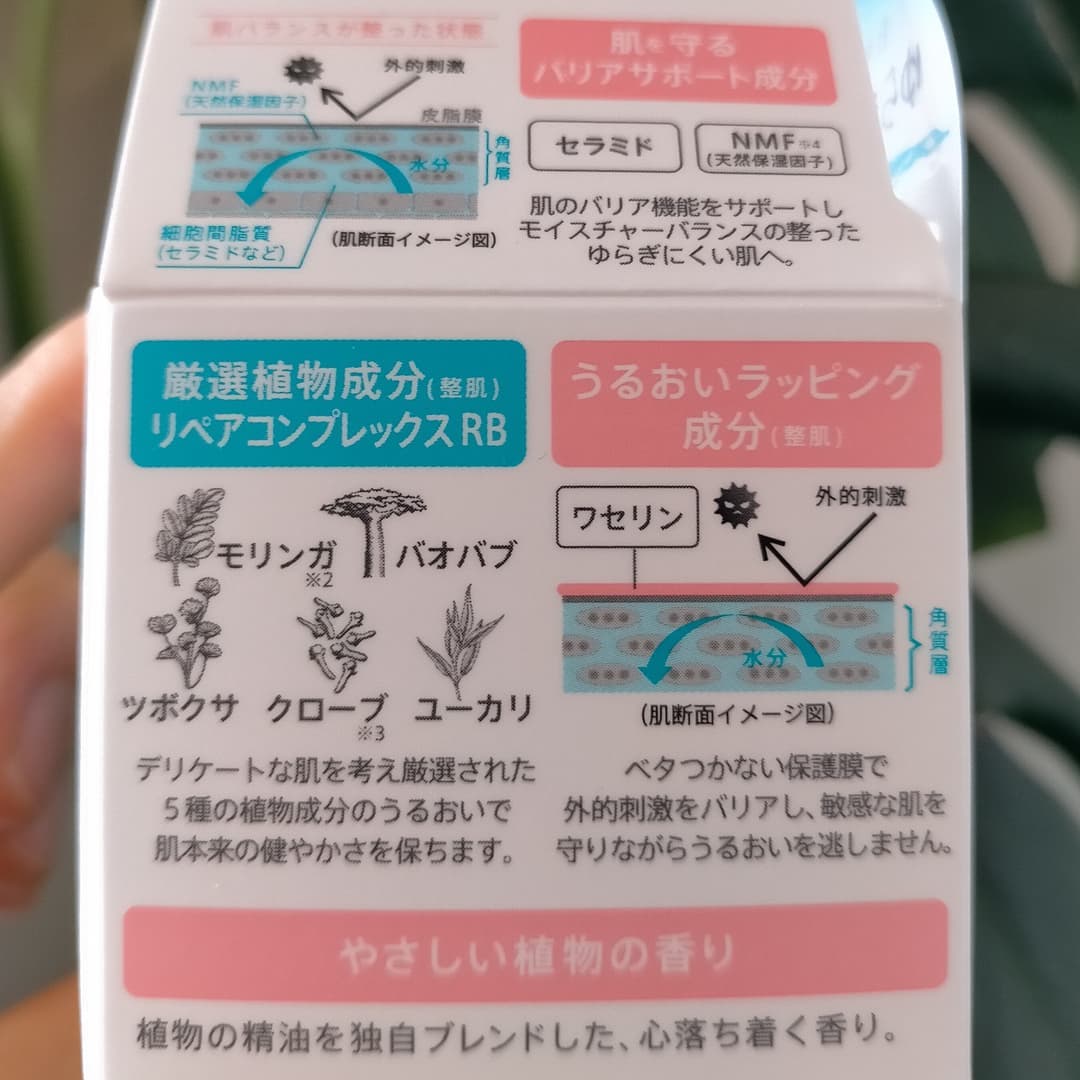 肌バランスが整った状態
NMF
(天然保湿因子)
外的刺激
皮脂膜
角質層
水分
細胞間脂質
(セラミドなど)
(肌断面イメージ図)
肌を守る
バリアサポート成分
セラミド
NMF※4
(天然保湿因子)
肌のバリア機能をサポートし
モイスチャーバランスの整った
ゆらぎにくい肌へ。
厳選植物成分(整肌)
リペアコンプレックスRB
モリンガ
※2
バオバブ
ツボクサ
クローブ
※3
ユーカリ
デリケートな肌を考え厳選された
5種の植物成分のうるおいで
肌本来の健やかさを保ちます。
うるおいラッピング
成分(整肌)
ワセリン
外的刺激
水分
角質層
(肌断面イメージ図)
ベタつかない保護膜で
外的刺激をバリアし、敏感な肌を
守りながらうるおいを逃しません。
やさしい植物の香り
植物の精油を独自ブレンドした、心落ち着く香り。